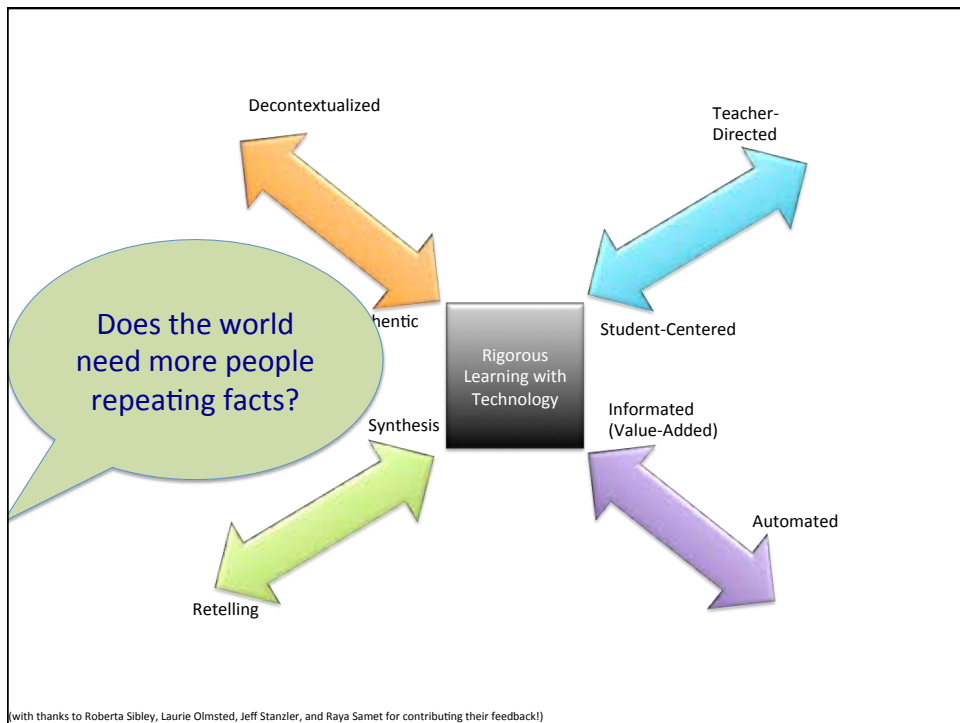 Decontextualized
Teacher-
Directed
Does the world
need more people
repeating facts?
hentic
Student-Centered
Rigorous
Learning with
Technology
Informated
(Value-Added)
Synthesis
Automated
Retelling
(with thanks to Roberta Sibley, Laurie Olmsted, Jeff Stanzler, and Raya Samet for contributing their feedback!)